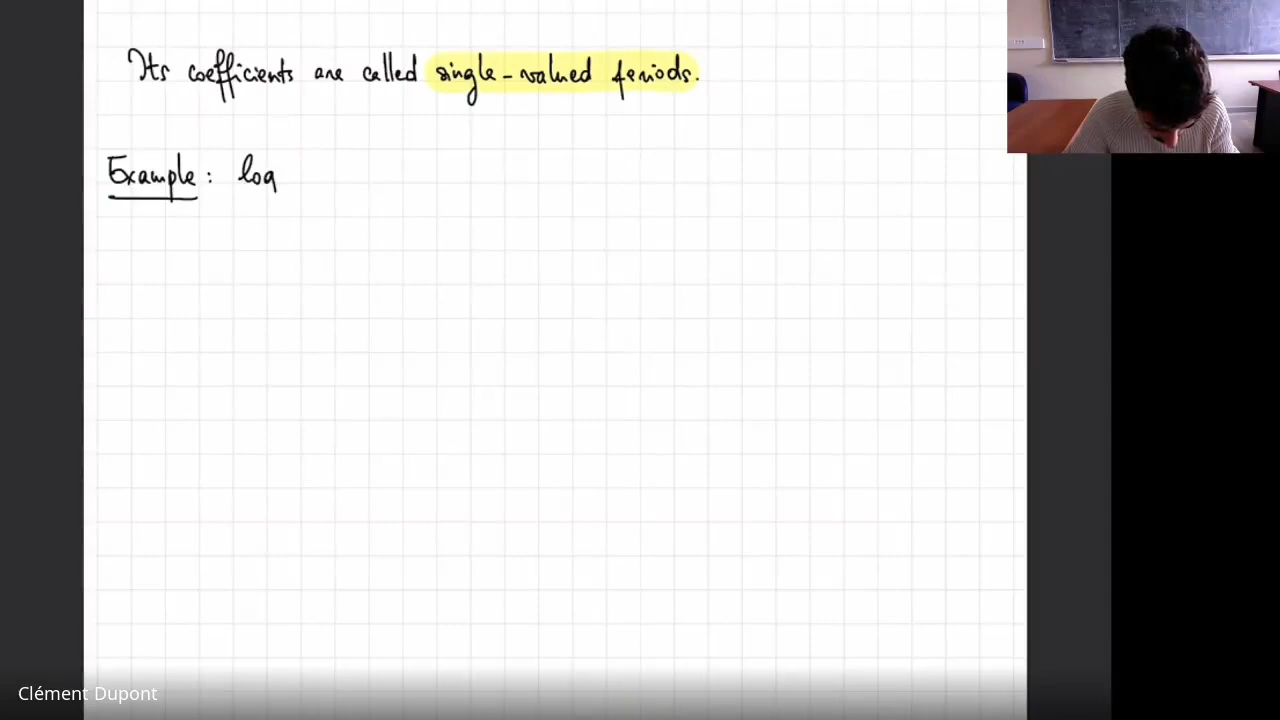 Its coefficients are called single-valued periods.
Example: log
Clément Dupont